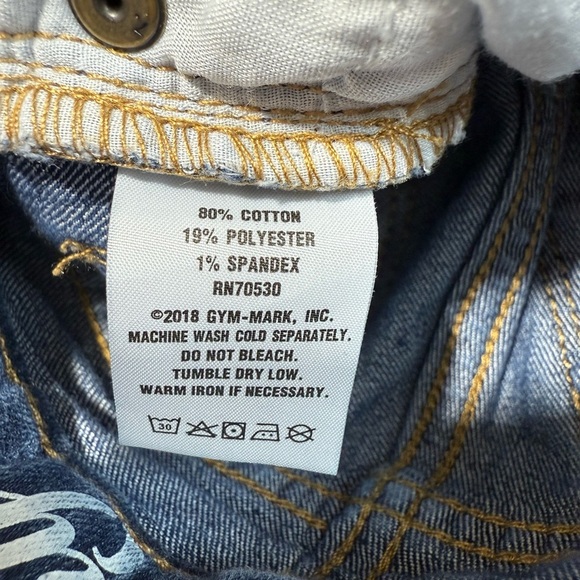 80% COTTON
19% POLYESTER
1% SPANDEX
RN70530
©2018 GYM-MARK, INC.
MACHINE WASH COLD SEPARATELY.
DO NOT BLEACH.
TUMBLE DRY LOW.
WARM IRON IF NECESSARY.
30